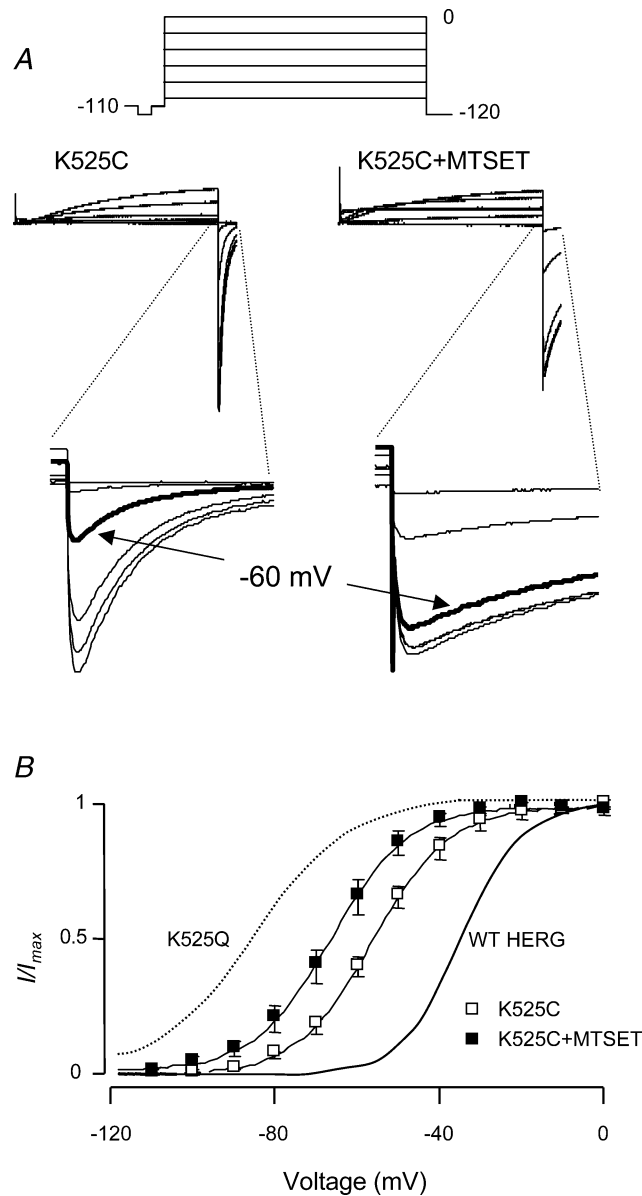 A
0
-110
-120
K525C
K525C+MTSET
-60 mV
B
1
K525Q
0.5
WT HERG
I/Imax
K525C
K525C+MTSET
0
-120
-80
-40
0
Voltage (mV)